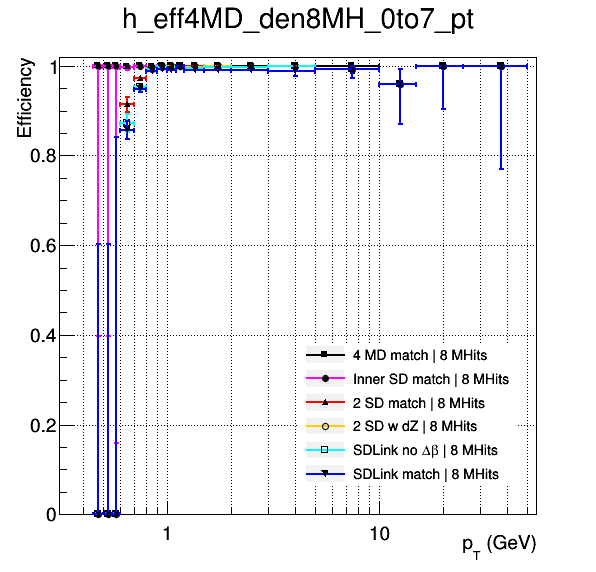 h_eff4MD_den8MH_0to7_pt
Efficiency
1
0.8
0.6
0.4
0.2
0
4 MD match | 8 MHits
Inner SD match | 8 MHits
2 SD match | 8 MHits
2 SD w dZ | 8 MHits
SDLink no Δβ | 8 MHits
SDLink match | 8 MHits
1
10
p_T (GeV)